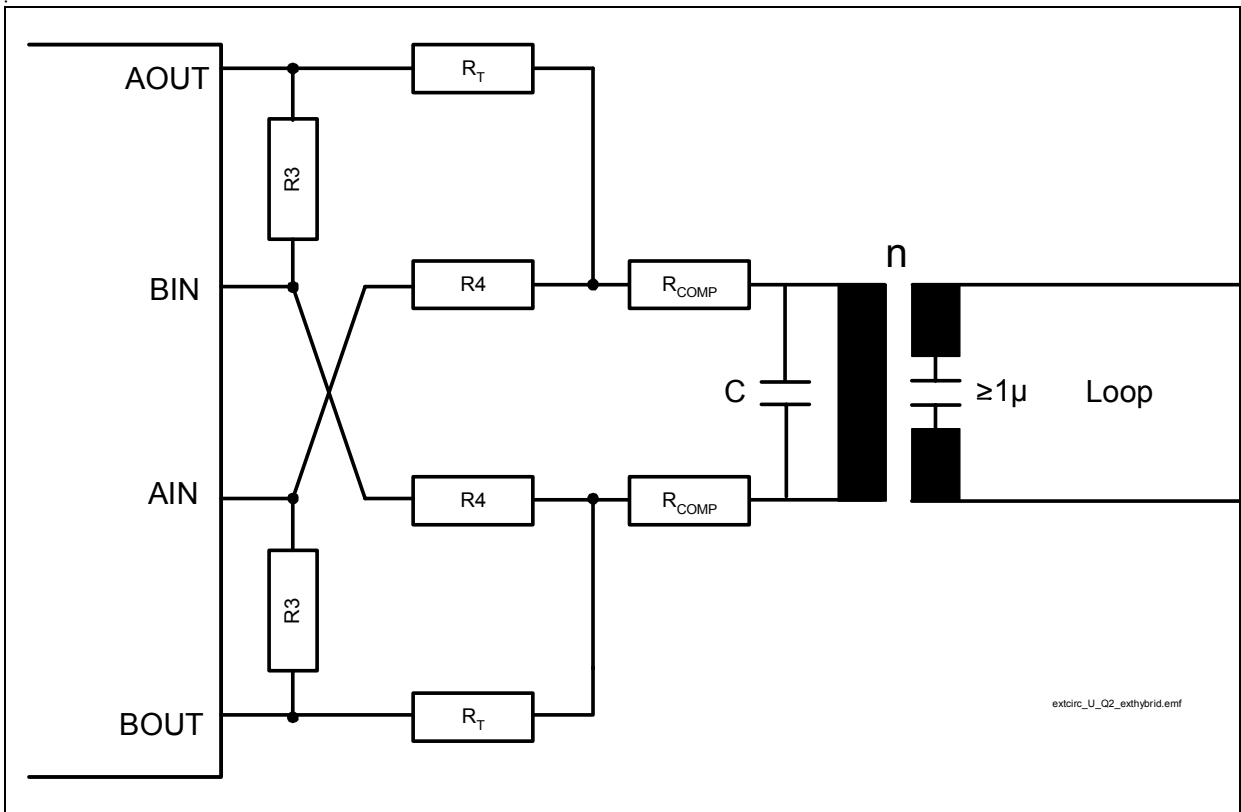 AOUT
R_T
R3
n
BIN
R4
R_COMP
C
≥1µ
Loop
AIN
R4
R_COMP
R3
BOUT
R_T
extcirc_U_Q2_exthybrid.emf